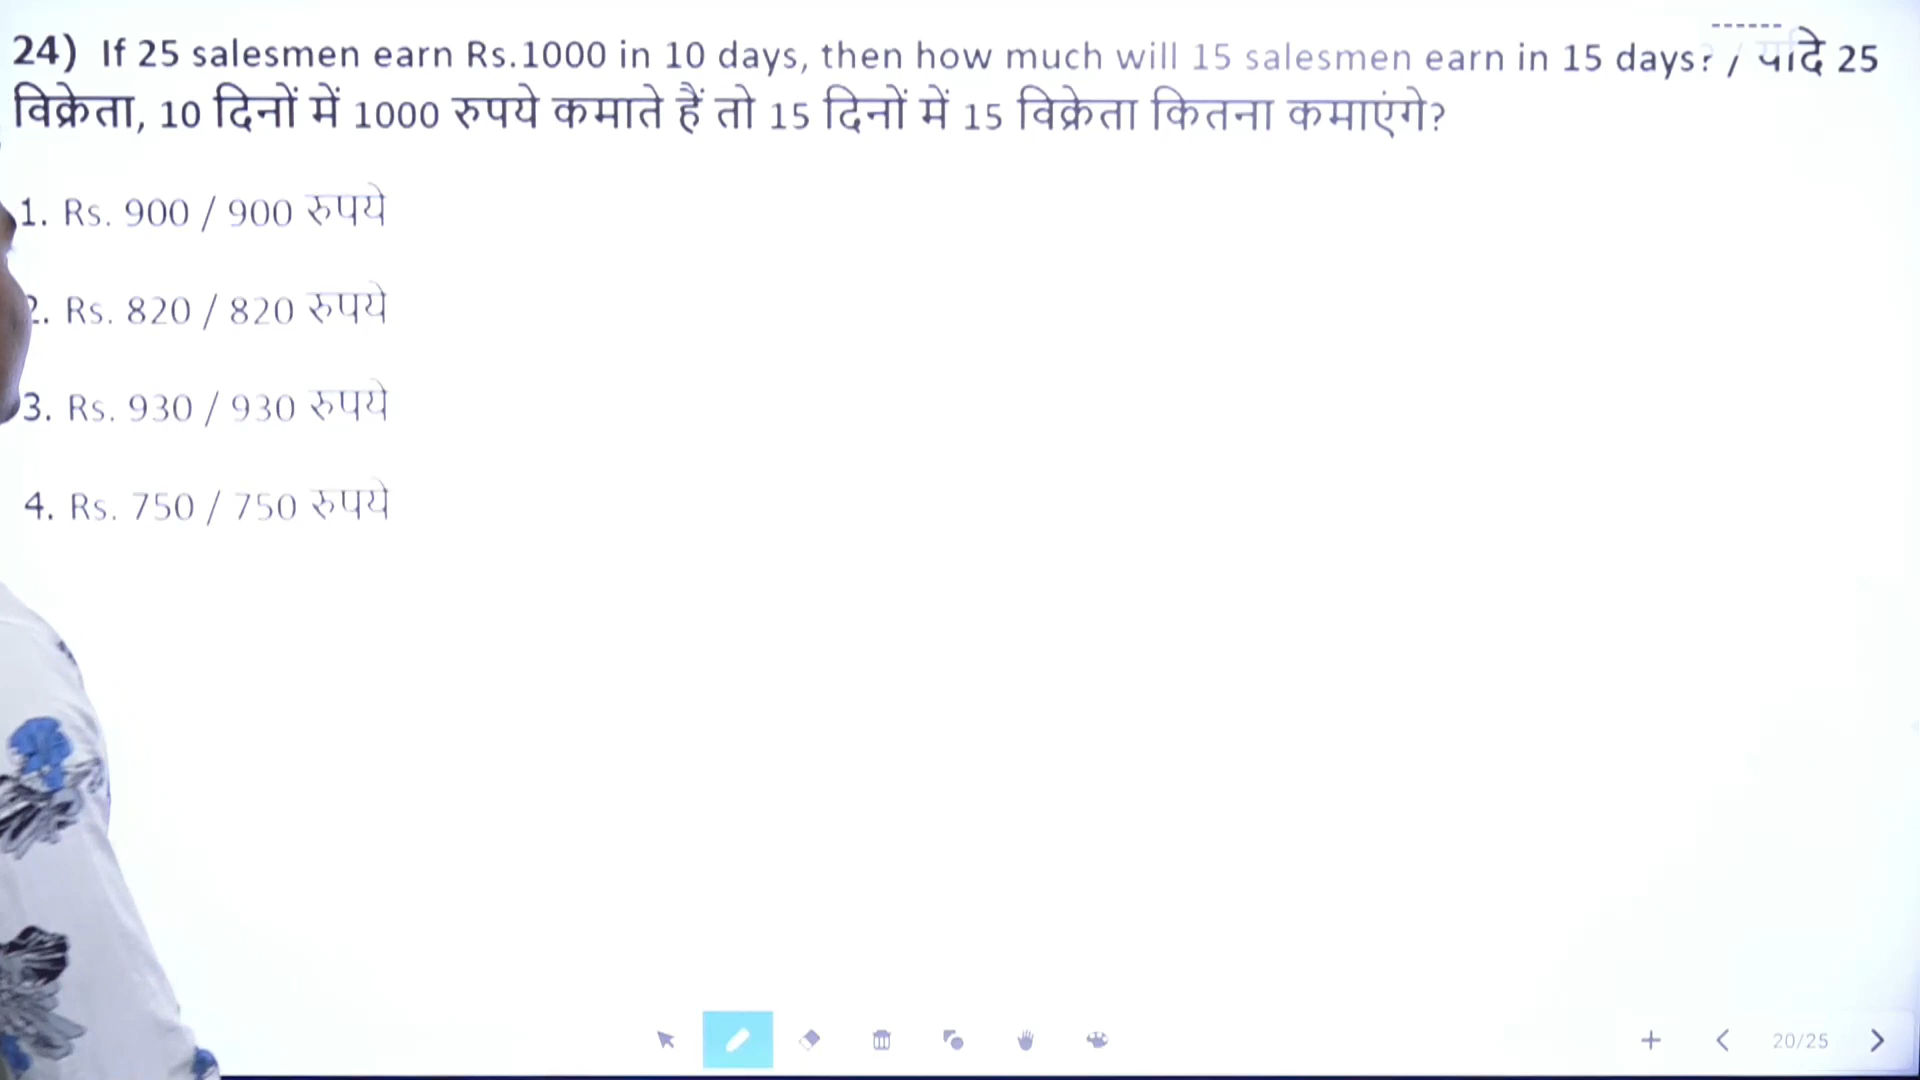 24) If 25 salesmen earn Rs.1000 in 10 days, then how much will 15 salesmen earn in 15 days? / यदि 25
विक्रेता, 10 दिनों में 1000 रुपये कमाते हैं तो 15 दिनों में 15 विक्रेता कितना कमाएंगे?
1. Rs. 900 / 900 रुपये
2. Rs. 820 / 820 रुपये
3. Rs. 930 / 930 रुपये
4. Rs. 750 / 750 रुपये
20/25